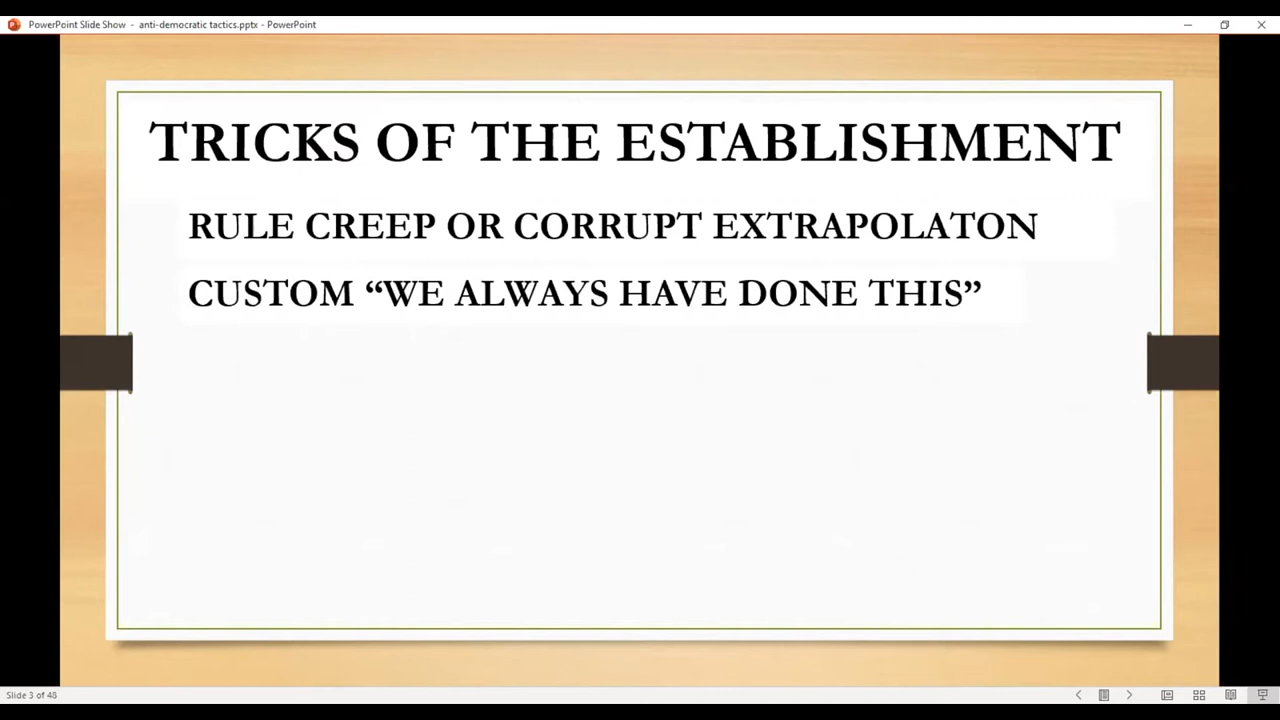 PowerPoint Slide Show - anti-democratic tactics.pptx - PowerPoint
TRICKS OF THE ESTABLISHMENT
RULE CREEP OR CORRUPT EXTRAPOLATON
CUSTOM “WE ALWAYS HAVE DONE THIS”
Slide 3 of 48